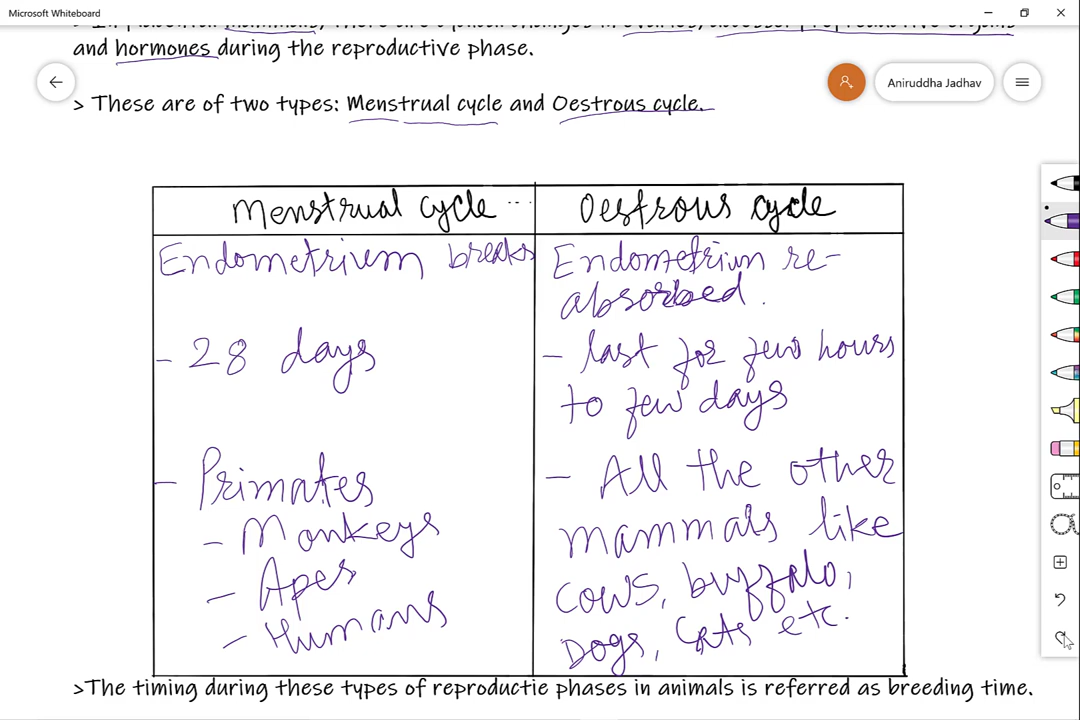 Microsoft Whiteboard
and hormones during the reproductive phase.
Aniruddha Jadhav
> These are of two types: Menstrual cycle and Oestrous cycle.
Menstrual cycle
Oestrous cycle
Endometrium breaks
Endometrium re-
absorbed.
- 28 days
- last for few hours
to few days
- Primates
- Monkeys
- Apes
- Humans
- All the other
mammals like
cows, buffalo,
Dogs, Cats etc.
>The timing during these types of reproductie phases in animals is referred as breeding time.